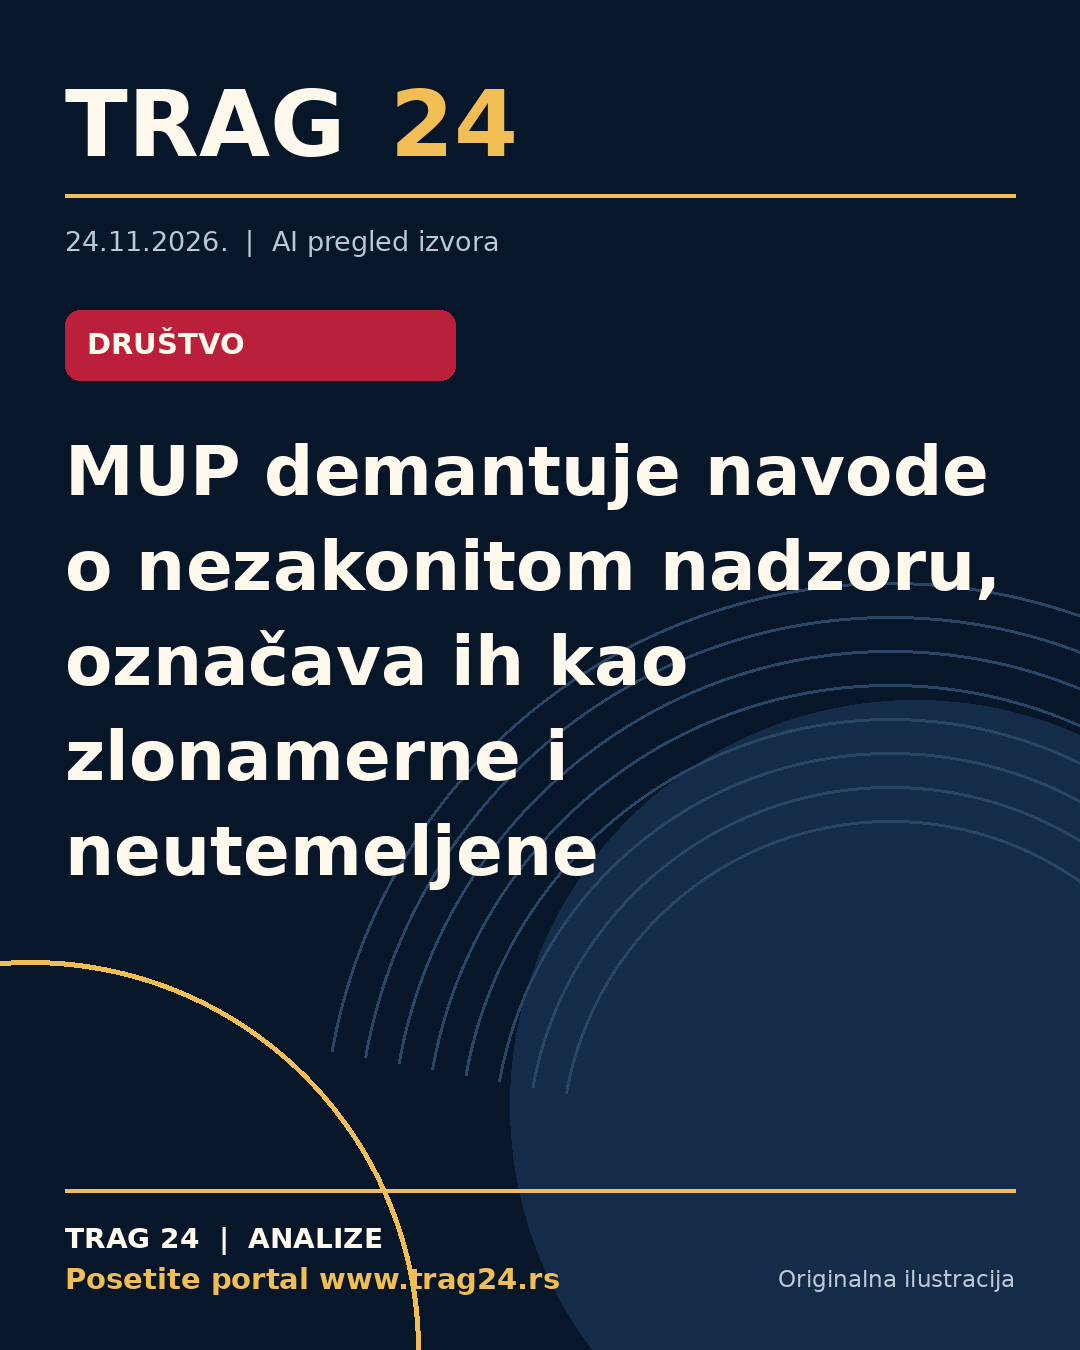 TRAG 24
24.11.2026. | AI pregled izvora
DRUŠTVO
MUP demantuje navode
o nezakonitom nadzoru,
označava ih kao
zlonamerne i
neutemeljene
TRAG 24 | ANALIZE
Posetite portal www.trag24.rs
Originalna ilustracija